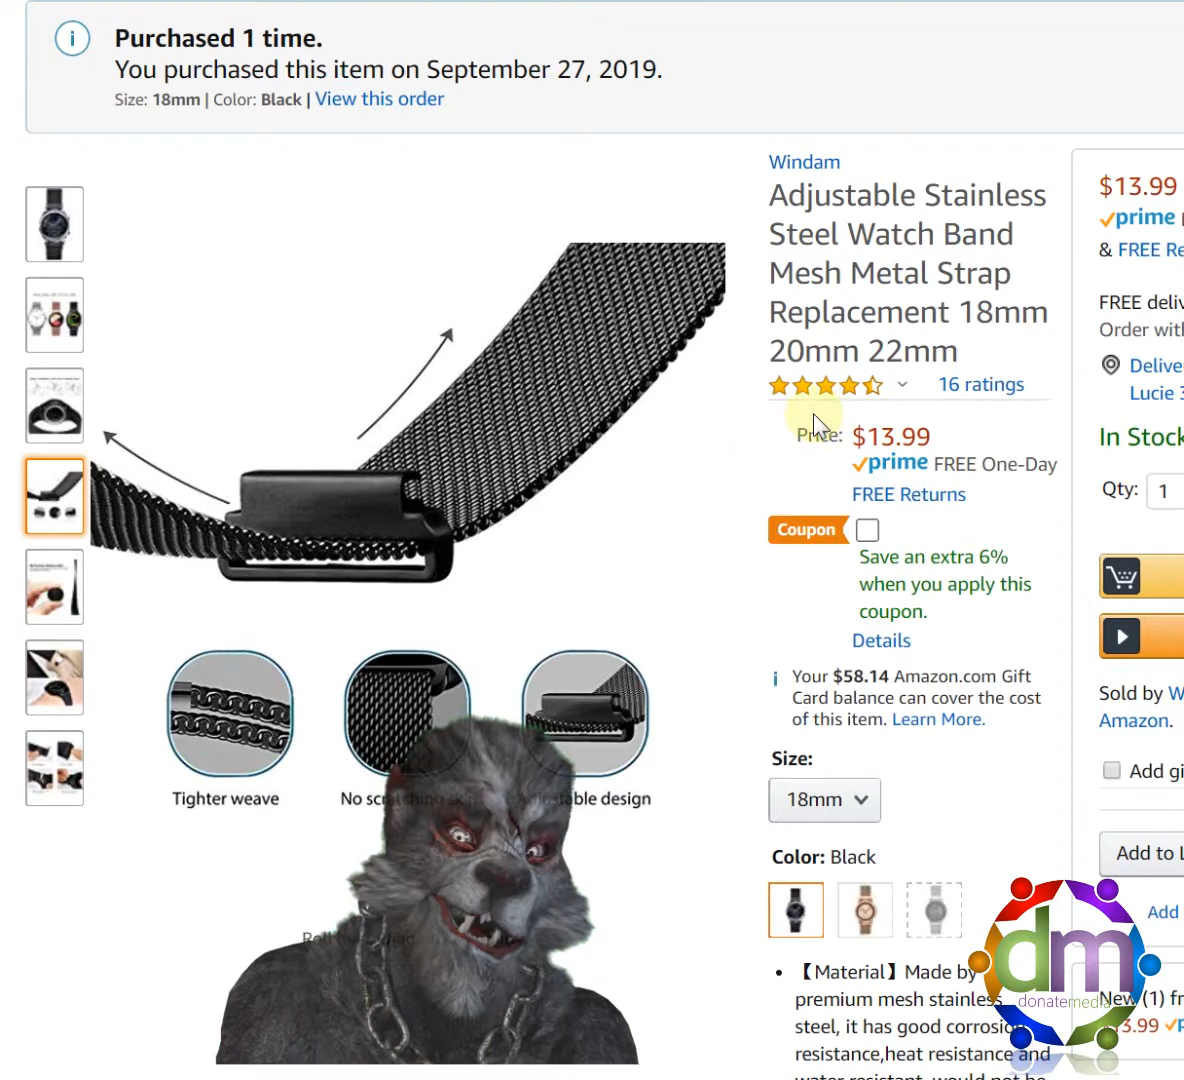 Purchased 1 time.
You purchased this item on September 27, 2019.
Size: 18mm | Color: Black | View this order
Windam
Adjustable Stainless
Steel Watch Band
Mesh Metal Strap
Replacement 18mm
20mm 22mm
16 ratings
Price: $13.99
prime FREE One-Day
FREE Returns
Coupon
Save an extra 6%
when you apply this
coupon.
Details
Your $58.14 Amazon.com Gift
Card balance can cover the cost
of this item. Learn More.
Size:
18mm
Color: Black
【Material】Made by
premium mesh stainless
steel, it has good corrosion
resistance,heat resistance and
$13.99
prime
& FREE Re
FREE deliv
Order with
Delive
Lucie 3
In Stock
Qty: 1
Sold by W
Amazon.
Add gi
Add to L
Add
New (1) fr
Tighter weave
dm
donatemedia